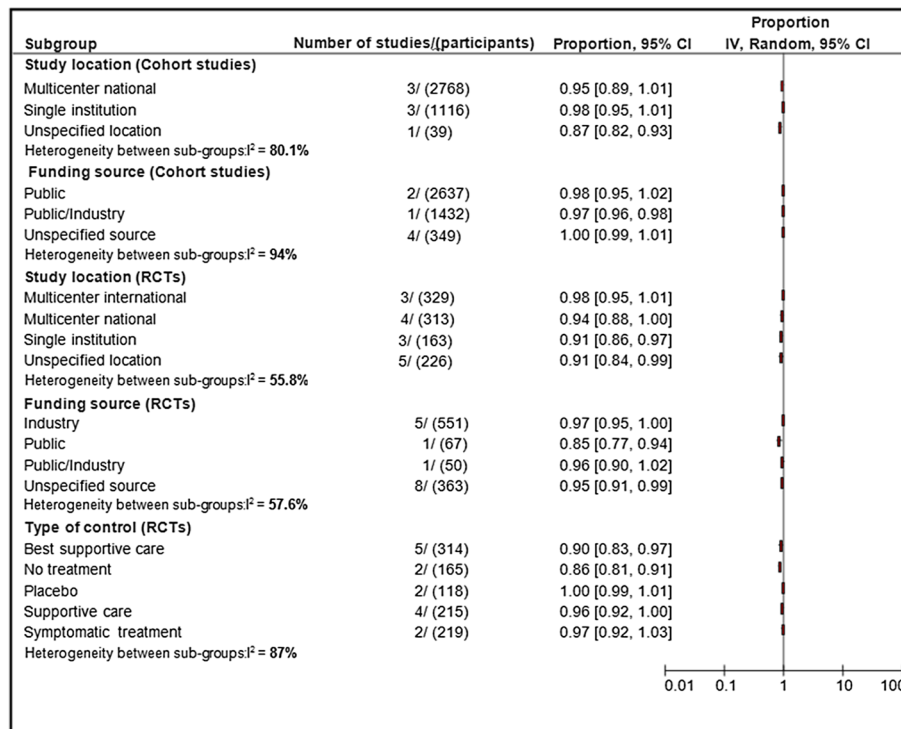 Proportion
Subgroup Number of studies/(participants) Proportion, 95% CI IV, Random, 95% CI
Study location (Cohort studies)
Multicenter national 3/ (2768) 0.95 [0.89, 1.01]
Single institution 3/ (1116) 0.98 [0.95, 1.01]
Unspecified location 1/ (39) 0.87 [0.82, 0.93]
Heterogeneity between sub-groups:I² = 80.1%
Funding source (Cohort studies)
Public 2/ (2637) 0.98 [0.95, 1.02]
Public/Industry 1/ (1432) 0.97 [0.96, 0.98]
Unspecified source 4/ (349) 1.00 [0.99, 1.01]
Heterogeneity between sub-groups:I² = 94%
Study location (RCTs)
Multicenter international 3/ (329) 0.98 [0.95, 1.01]
Multicenter national 4/ (313) 0.94 [0.88, 1.00]
Single institution 3/ (163) 0.91 [0.86, 0.97]
Unspecified location 5/ (226) 0.91 [0.84, 0.99]
Heterogeneity between sub-groups:I² = 55.8%
Funding source (RCTs)
Industry 5/ (551) 0.97 [0.95, 1.00]
Public 1/ (67) 0.85 [0.77, 0.94]
Public/Industry 1/ (50) 0.96 [0.90, 1.02]
Unspecified source 8/ (363) 0.95 [0.91, 0.99]
Heterogeneity between sub-groups:I² = 57.6%
Type of control (RCTs)
Best supportive care 5/ (314) 0.90 [0.83, 0.97]
No treatment 2/ (165) 0.86 [0.81, 0.91]
Placebo 2/ (118) 1.00 [0.99, 1.01]
Supportive care 4/ (215) 0.96 [0.92, 1.00]
Symptomatic treatment 2/ (219) 0.97 [0.92, 1.03]
Heterogeneity between sub-groups:I² = 87%
0.01 0.1 1 10 100